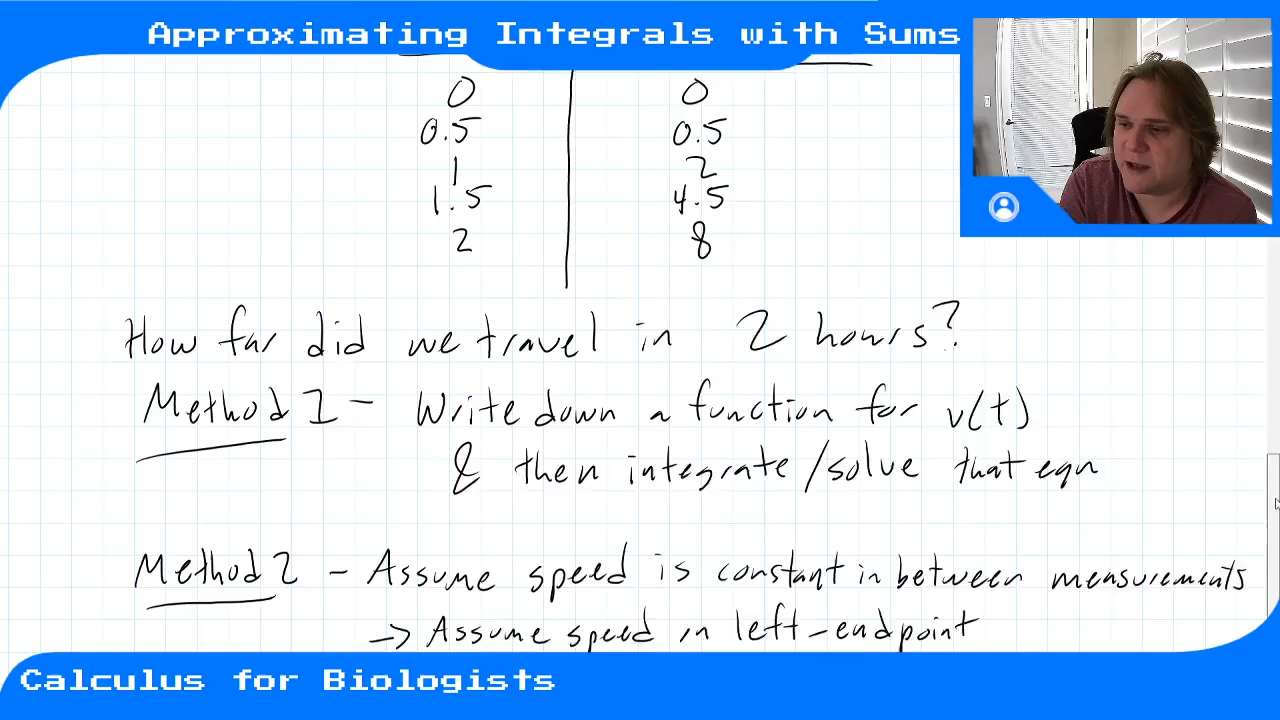 Approximating Integrals with Sums
0 0
0.5 0.5
1 2
1.5 4.5
2 8
How far did we travel in 2 hours?
Method 1 - Write down a function for v(t)
& then integrate/solve that eqn
Method 2 - Assume speed is constant in between measurements
→ Assume speed in left-endpoint
Calculus for Biologists